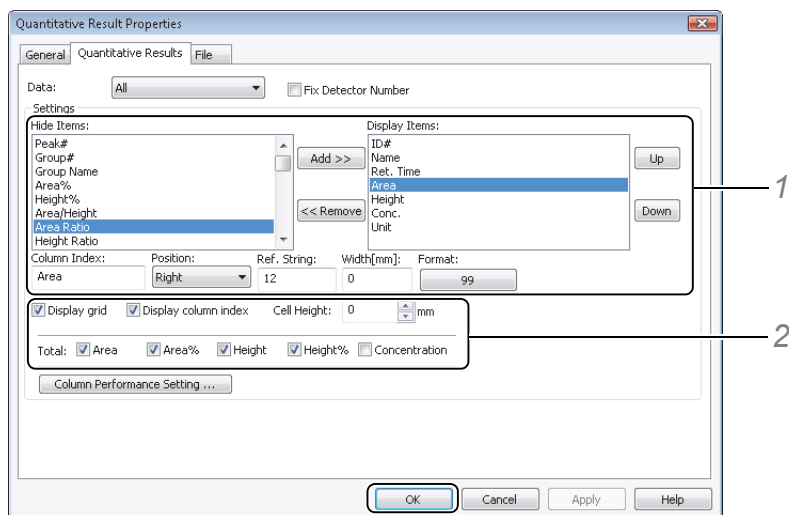 Quantitative Result Properties
General Quantitative Results File
Data: All Fix Detector Number
Settings
Hide Items: Display Items:
Peak# ID#
Group# Add >> Name Up
Group Name Ret. Time
Area% Area
Height% Height
Area/Height << Remove Conc. Down
Area Ratio Unit
Height Ratio
Column Index: Position: Ref. String: Width[mm]: Format:
Area Right 12 0 99
1
Display grid Display column index Cell Height: 0 mm
2
Total: Area Area% Height Height% Concentration
Column Performance Setting ...
OK Cancel Apply Help